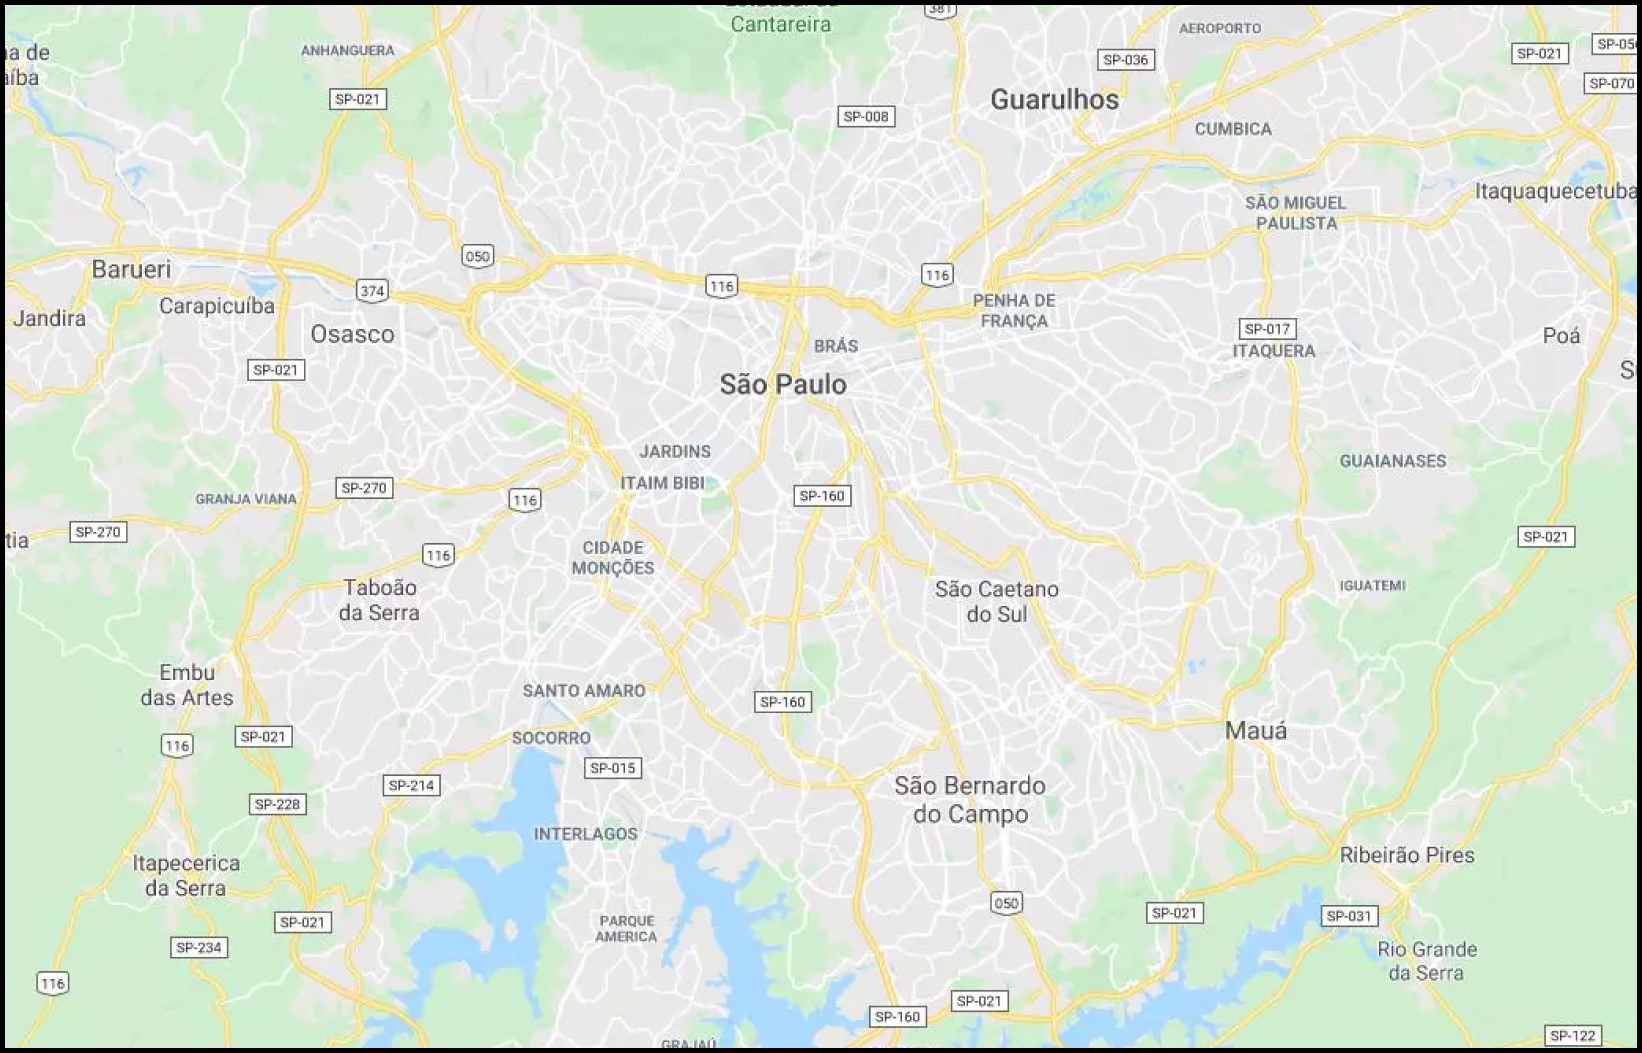 Cantareira
381
AEROPORTO
ANHANGUERA
SP-036
SP-021
SP-05
a de
aíba
SP-070
SP-021
Guarulhos
SP-008
CUMBICA
Itaquaquecetuba
SÃO MIGUEL
PAULISTA
050
Barueri
116
116
374
Carapicuíba
Jandira
PENHA DE
FRANÇA
Osasco
SP-017
Poá
BRÁS
ITAQUERA
SP-021
S
São Paulo
JARDINS
GUAIANASES
ITAIM BIBI
SP-270
GRANJA VIANA
116
SP-160
SP-270
tia
SP-021
116
CIDADE
MONÇÕES
Taboão
da Serra
São Caetano
do Sul
IGUATEMI
Embu
das Artes
SANTO AMARO
SP-160
SP-021
116
SOCORRO
Mauá
SP-015
SP-214
São Bernardo
do Campo
SP-228
INTERLAGOS
Itapecerica
da Serra
Ribeirão Pires
050
SP-021
SP-031
SP-021
PARQUE
AMERICA
SP-234
Rio Grande
da Serra
116
SP-021
SP-160
SP-122
GRAJAÚ